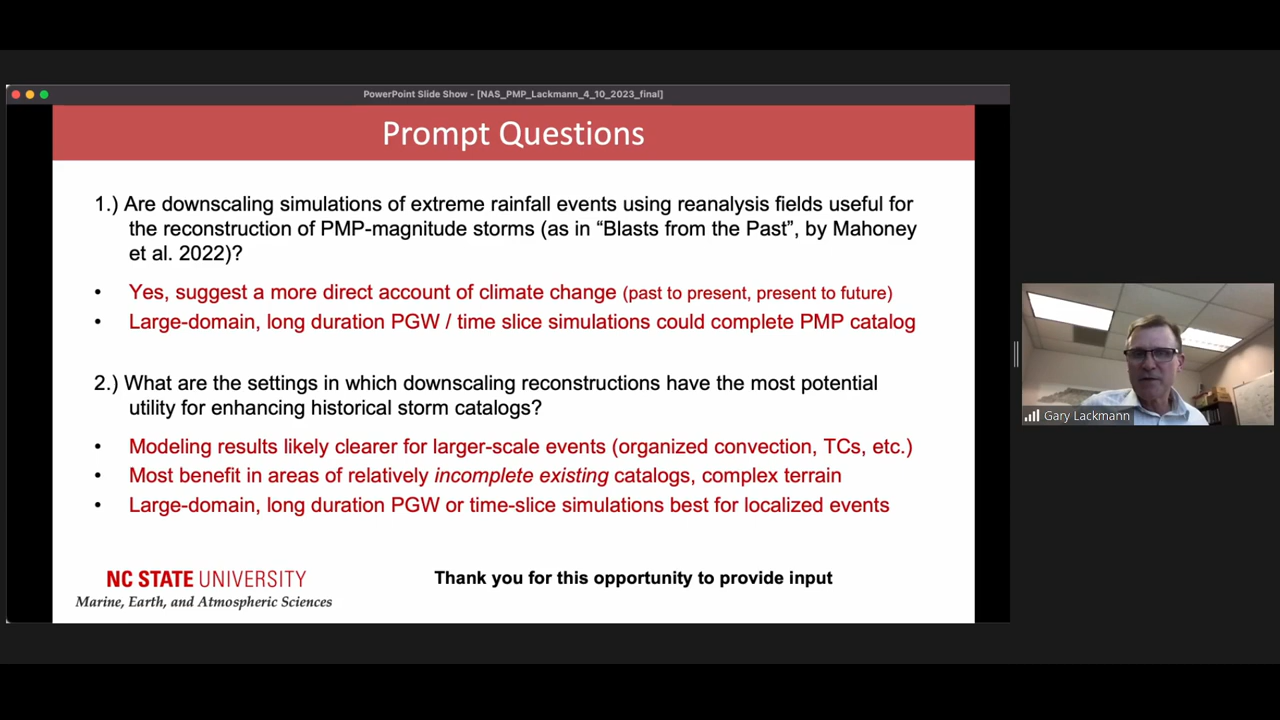 PowerPoint Slide Show - [NAS_PMP_Lackmann_4_10_2023_final]
Prompt Questions
1.) Are downscaling simulations of extreme rainfall events using reanalysis fields useful for
the reconstruction of PMP-magnitude storms (as in “Blasts from the Past”, by Mahoney
et al. 2022)?
• Yes, suggest a more direct account of climate change (past to present, present to future)
• Large-domain, long duration PGW / time slice simulations could complete PMP catalog
2.) What are the settings in which downscaling reconstructions have the most potential
utility for enhancing historical storm catalogs?
• Modeling results likely clearer for larger-scale events (organized convection, TCs, etc.)
• Most benefit in areas of relatively incomplete existing catalogs, complex terrain
• Large-domain, long duration PGW or time-slice simulations best for localized events
NC STATE UNIVERSITY
Marine, Earth, and Atmospheric Sciences
Thank you for this opportunity to provide input
Gary Lackmann